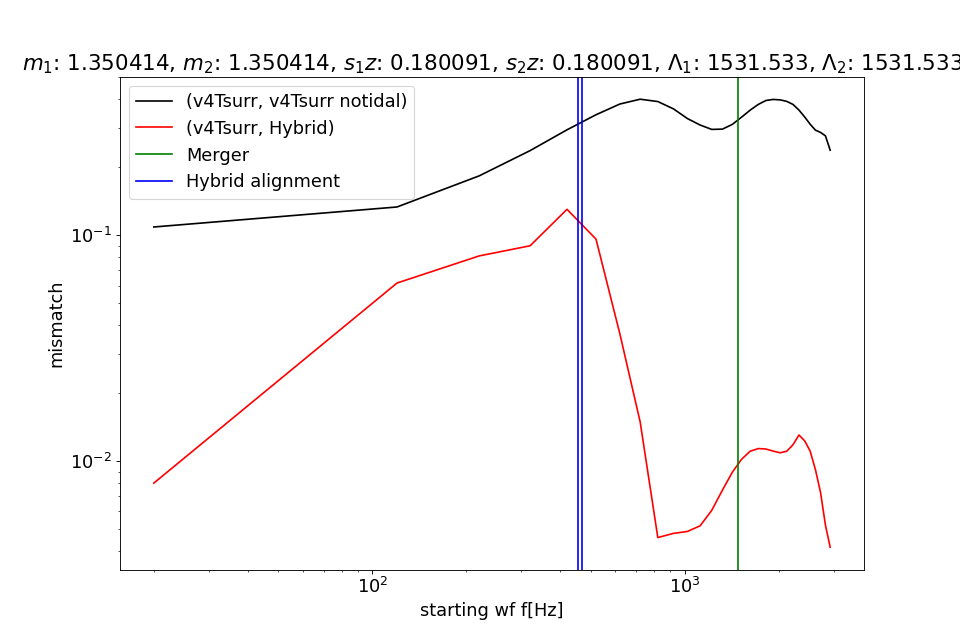 m₁: 1.350414, m₂: 1.350414, s₁z: 0.180091, s₂z: 0.180091, Λ₁: 1531.533, Λ₂: 1531.533
(v4Tsurr, v4Tsurr notidal)
(v4Tsurr, Hybrid)
Merger
Hybrid alignment
10⁻¹
10⁻²
mismatch
10²
10³
starting wf f[Hz]